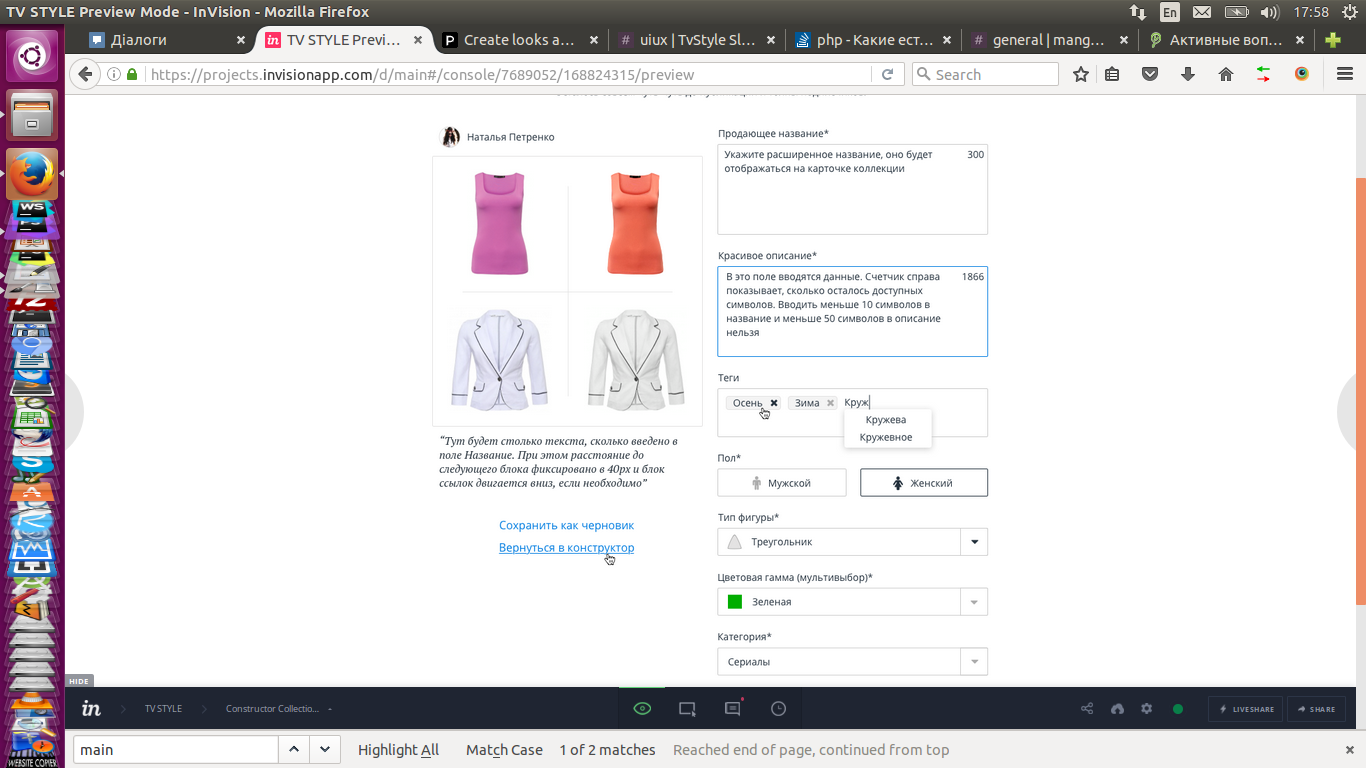 TV STYLE Preview Mode - InVision - Mozilla Firefox
En
17:58
Діалоги
TV STYLE Previ...
Create looks a...
uiux | TvStyle Sl...
php - Какие ест...
general | mang...
Активные воп...
https://projects.invisionapp.com/d/main#/console/7689052/168824315/preview
Search
Наталья Петренко
Продающее название*
Укажите расширенное название, оно будет
отображаться на карточке коллекции
300
Красивое описание*
В это поле вводятся данные. Счетчик справа
показывает, сколько осталось доступных
символов. Вводить меньше 10 символов в
название и меньше 50 символов в описание
нельзя
1866
Теги
Осень
Зима
Круж
Кружева
Кружевное
“Тут будет столько текста, сколько введено в
поле Название. При этом расстояние до
следующего блока фиксировано в 40px и блок
ссылок двигается вниз, если необходимо”
Сохранить как черновик
Вернуться в конструктор
Пол*
Мужской
Женский
Тип фигуры*
Треугольник
Цветовая гамма (мультивыбор)*
Зеленая
Категория*
Сериалы
HIDE
in
TV STYLE
Constructor Collectio...
LIVESHARE
SHARE
main
Highlight All
Match Case
1 of 2 matches
Reached end of page, continued from top
WS
WEBSITE COPIER